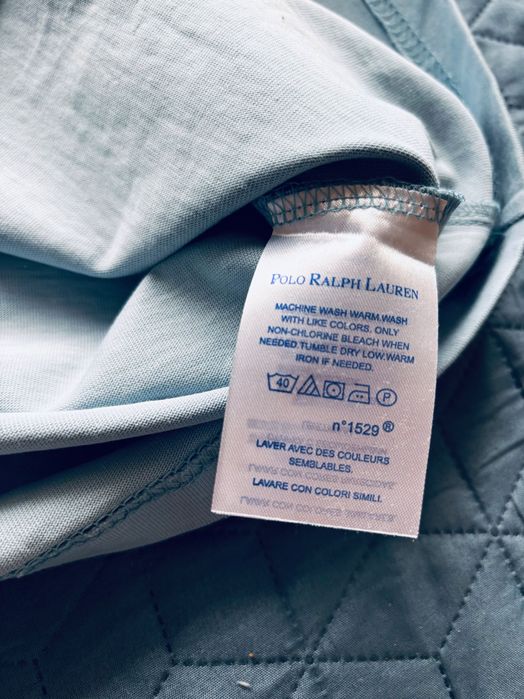 POLO RALPH LAUREN
MACHINE WASH WARM.WASH
WITH LIKE COLORS. ONLY
NON-CHLORINE BLEACH WHEN
NEEDED.TUMBLE DRY LOW.WARM
IRON IF NEEDED.
40 P
n°1529 ®
LAVER AVEC DES COULEURS
SEMBLABLES.
LAVARE CON COLORI SIMILI.